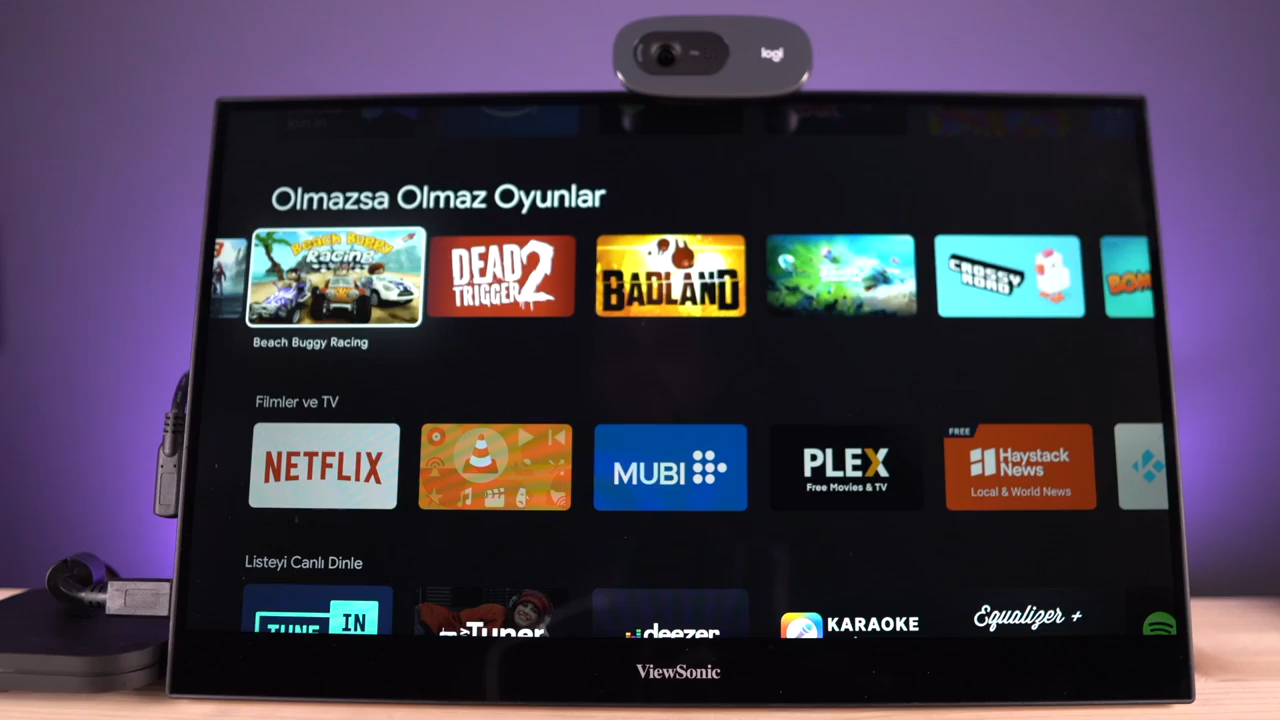 logi
Olmazsa Olmaz Oyunlar
Beach Buggy
Racing
DEAD
TRIGGER 2
BADLAND
CROSSY
ROAD
Beach Buggy Racing
Filmler ve TV
NETFLIX
MUBI
PLEX
Free Movies & TV
FREE
Haystack
News
Local & World News
Listeyi Canlı Dinle
TUNE IN
myTuner
deezer
KARAOKE
Equalizer +
ViewSonic